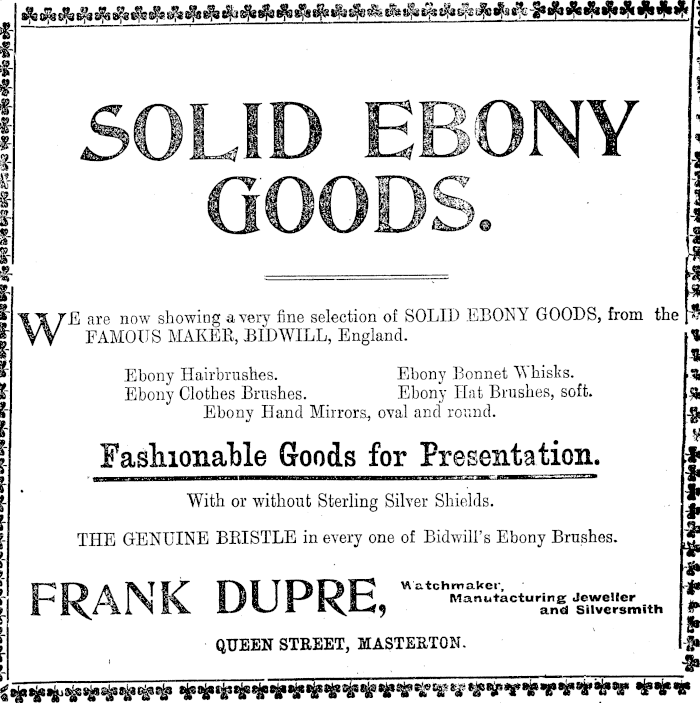 SOLID EBONY
GOODS.
WE are now showing a very fine selection of SOLID EBONY GOODS, from the
FAMOUS MAKER, BIDWILL, England.
Ebony Hairbrushes. Ebony Bonnet Whisks.
Ebony Clothes Brushes. Ebony Hat Brushes, soft.
Ebony Hand Mirrors, oval and round.
Fashionable Goods for Presentation.
With or without Sterling Silver Shields.
THE GENUINE BRISTLE in every one of Bidwill's Ebony Brushes.
FRANK DUPRE, Watchmaker,
Manufacturing Jeweller
and Silversmith
QUEEN STREET, MASTERTON.